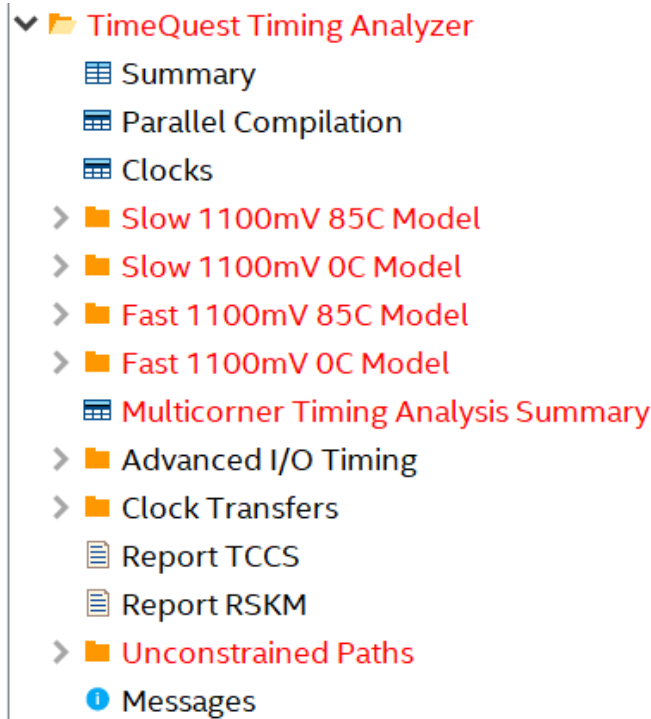 TimeQuest Timing Analyzer
Summary
Parallel Compilation
Clocks
Slow 1100mV 85C Model
Slow 1100mV 0C Model
Fast 1100mV 85C Model
Fast 1100mV 0C Model
Multicorner Timing Analysis Summary
Advanced I/O Timing
Clock Transfers
Report TCCS
Report RSKM
Unconstrained Paths
Messages